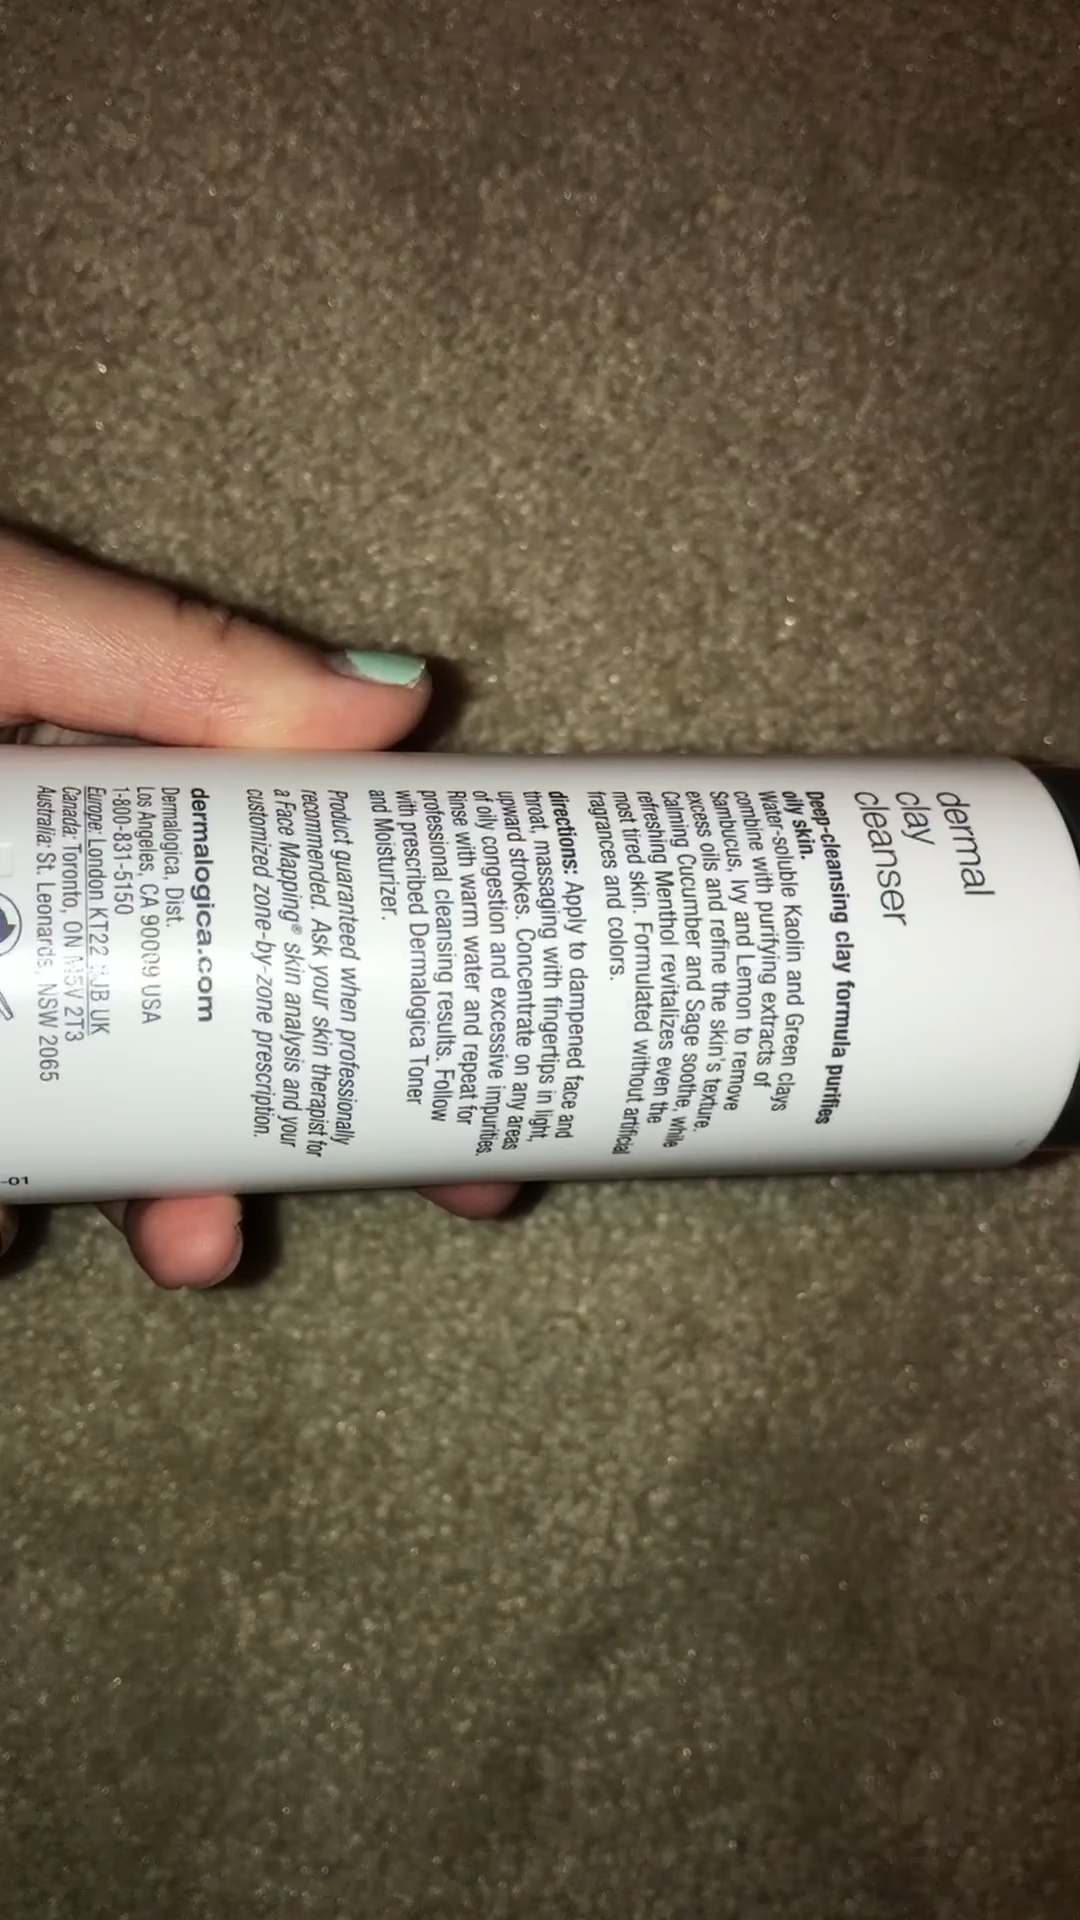 dermal
clay
cleanser
Deep-cleansing clay formula purifies
oily skin.
Water-soluble Kaolin and Green clays
combine with purifying extracts of
Sambucus, Ivy and Lemon to remove
excess oils and refine the skin's texture.
Calming Cucumber and Sage soothe, while
refreshing Menthol revitalizes even the
most tired skin. Formulated without artificial
fragrances and colors.
directions: Apply to dampened face and
throat, massaging with fingertips in light,
upward strokes. Concentrate on any areas
of oily congestion and excessive impurities.
Rinse with warm water and repeat for
professional cleansing results. Follow
with prescribed Dermalogica Toner
and Moisturizer.
Product guaranteed when professionally
recommended. Ask your skin therapist for
a Face Mapping® skin analysis and your
customized zone-by-zone prescription.
dermalogica.com
Dermalogica, Dist.
Los Angeles, CA 90009 USA
1-800-831-5150
Europe: London KT22 UK
Canada: Toronto, ON M5V 2T3
Australia: St. Leonards, NSW 2065